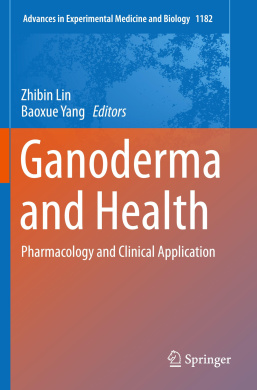 Advances in Experimental Medicine and Biology 1182
Zhibin Lin
Baoxue Yang Editors
Ganoderma
and Health
Pharmacology and Clinical Application
Springer